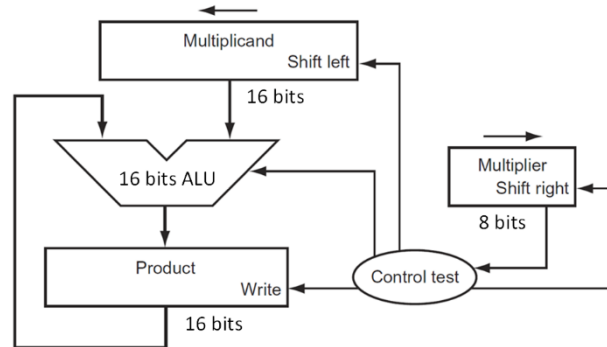 Multiplicand
Shift left
16 bits
16 bits ALU
Multiplier
Shift right
8 bits
Product
Write
Control test
16 bits